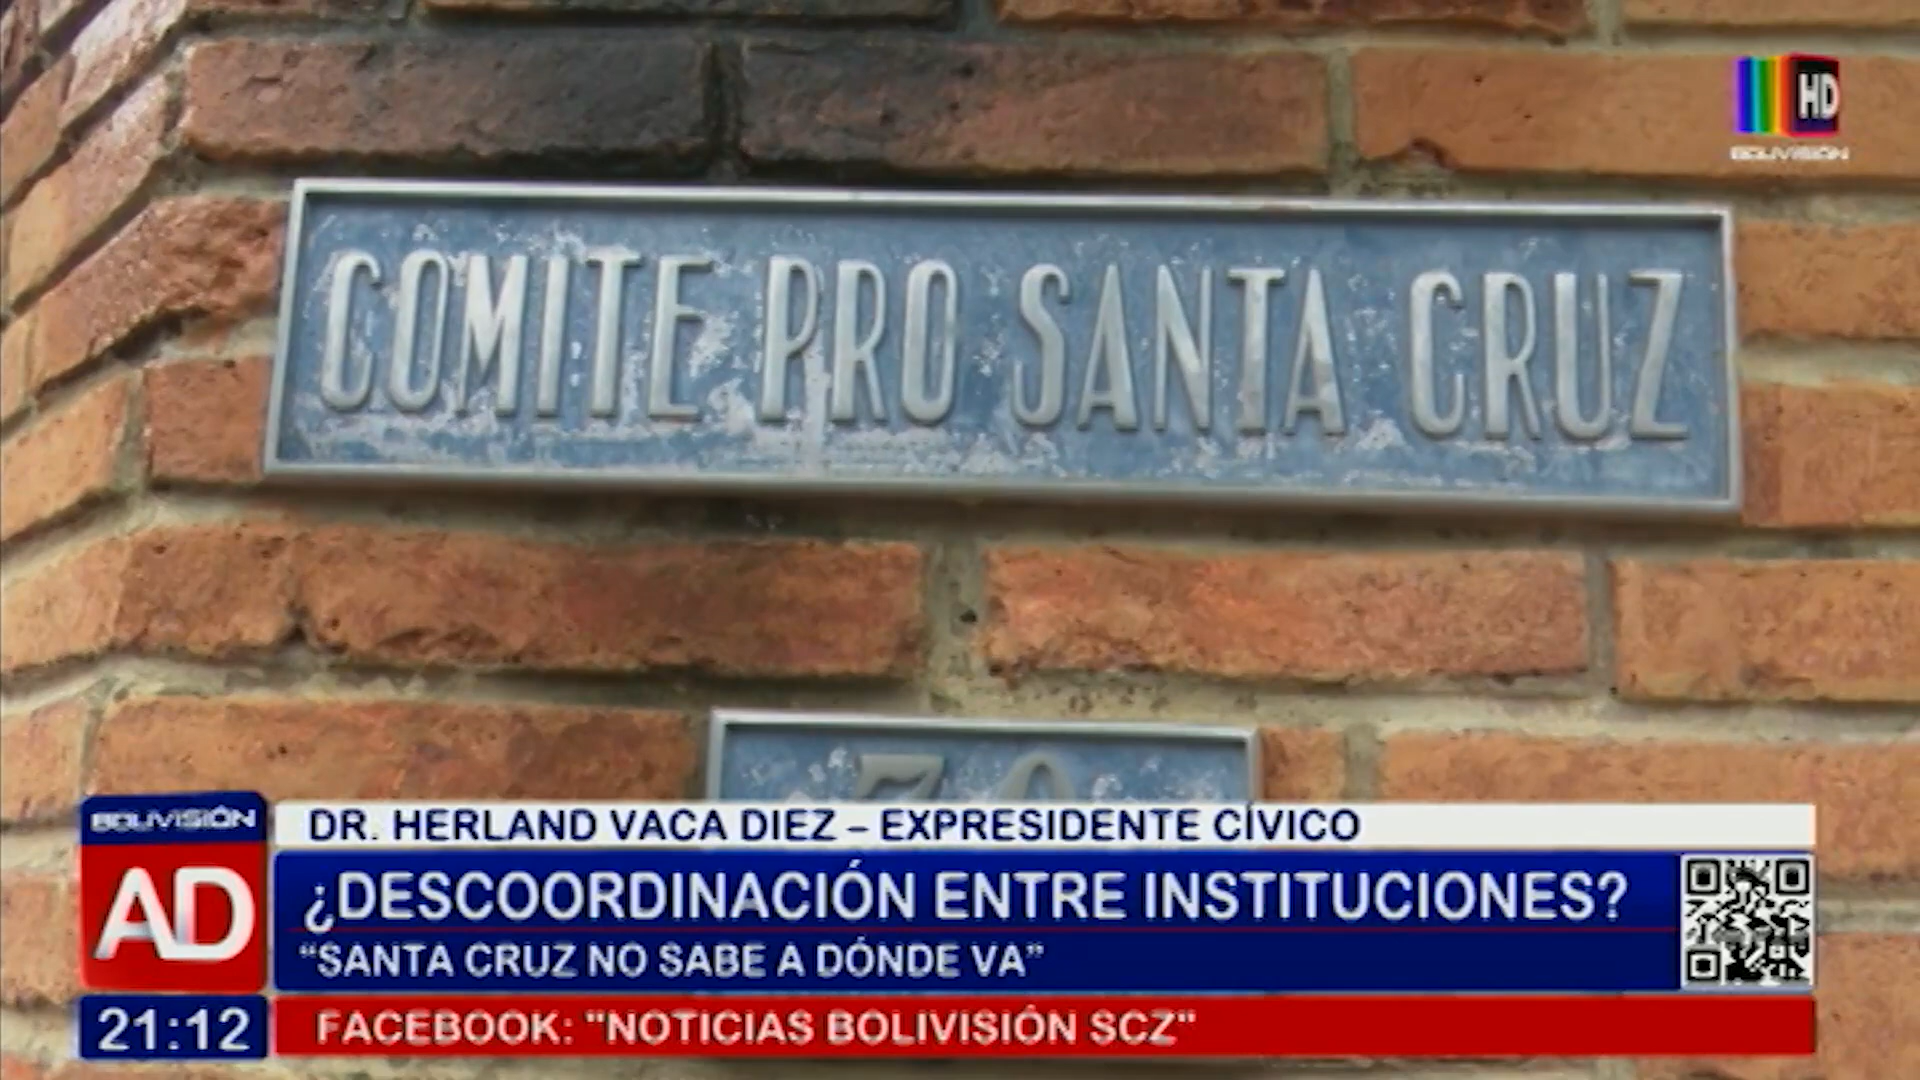 HD
BOLIVISIÓN
COMITE PRO SANTA CRUZ
BOLIVISIÓN
DR. HERLAND VACA DIEZ – EXPRESIDENTE CÍVICO
AD
¿DESCOORDINACIÓN ENTRE INSTITUCIONES?
“SANTA CRUZ NO SABE A DÓNDE VA”
21:12
FACEBOOK: "NOTICIAS BOLIVISIÓN SCZ"